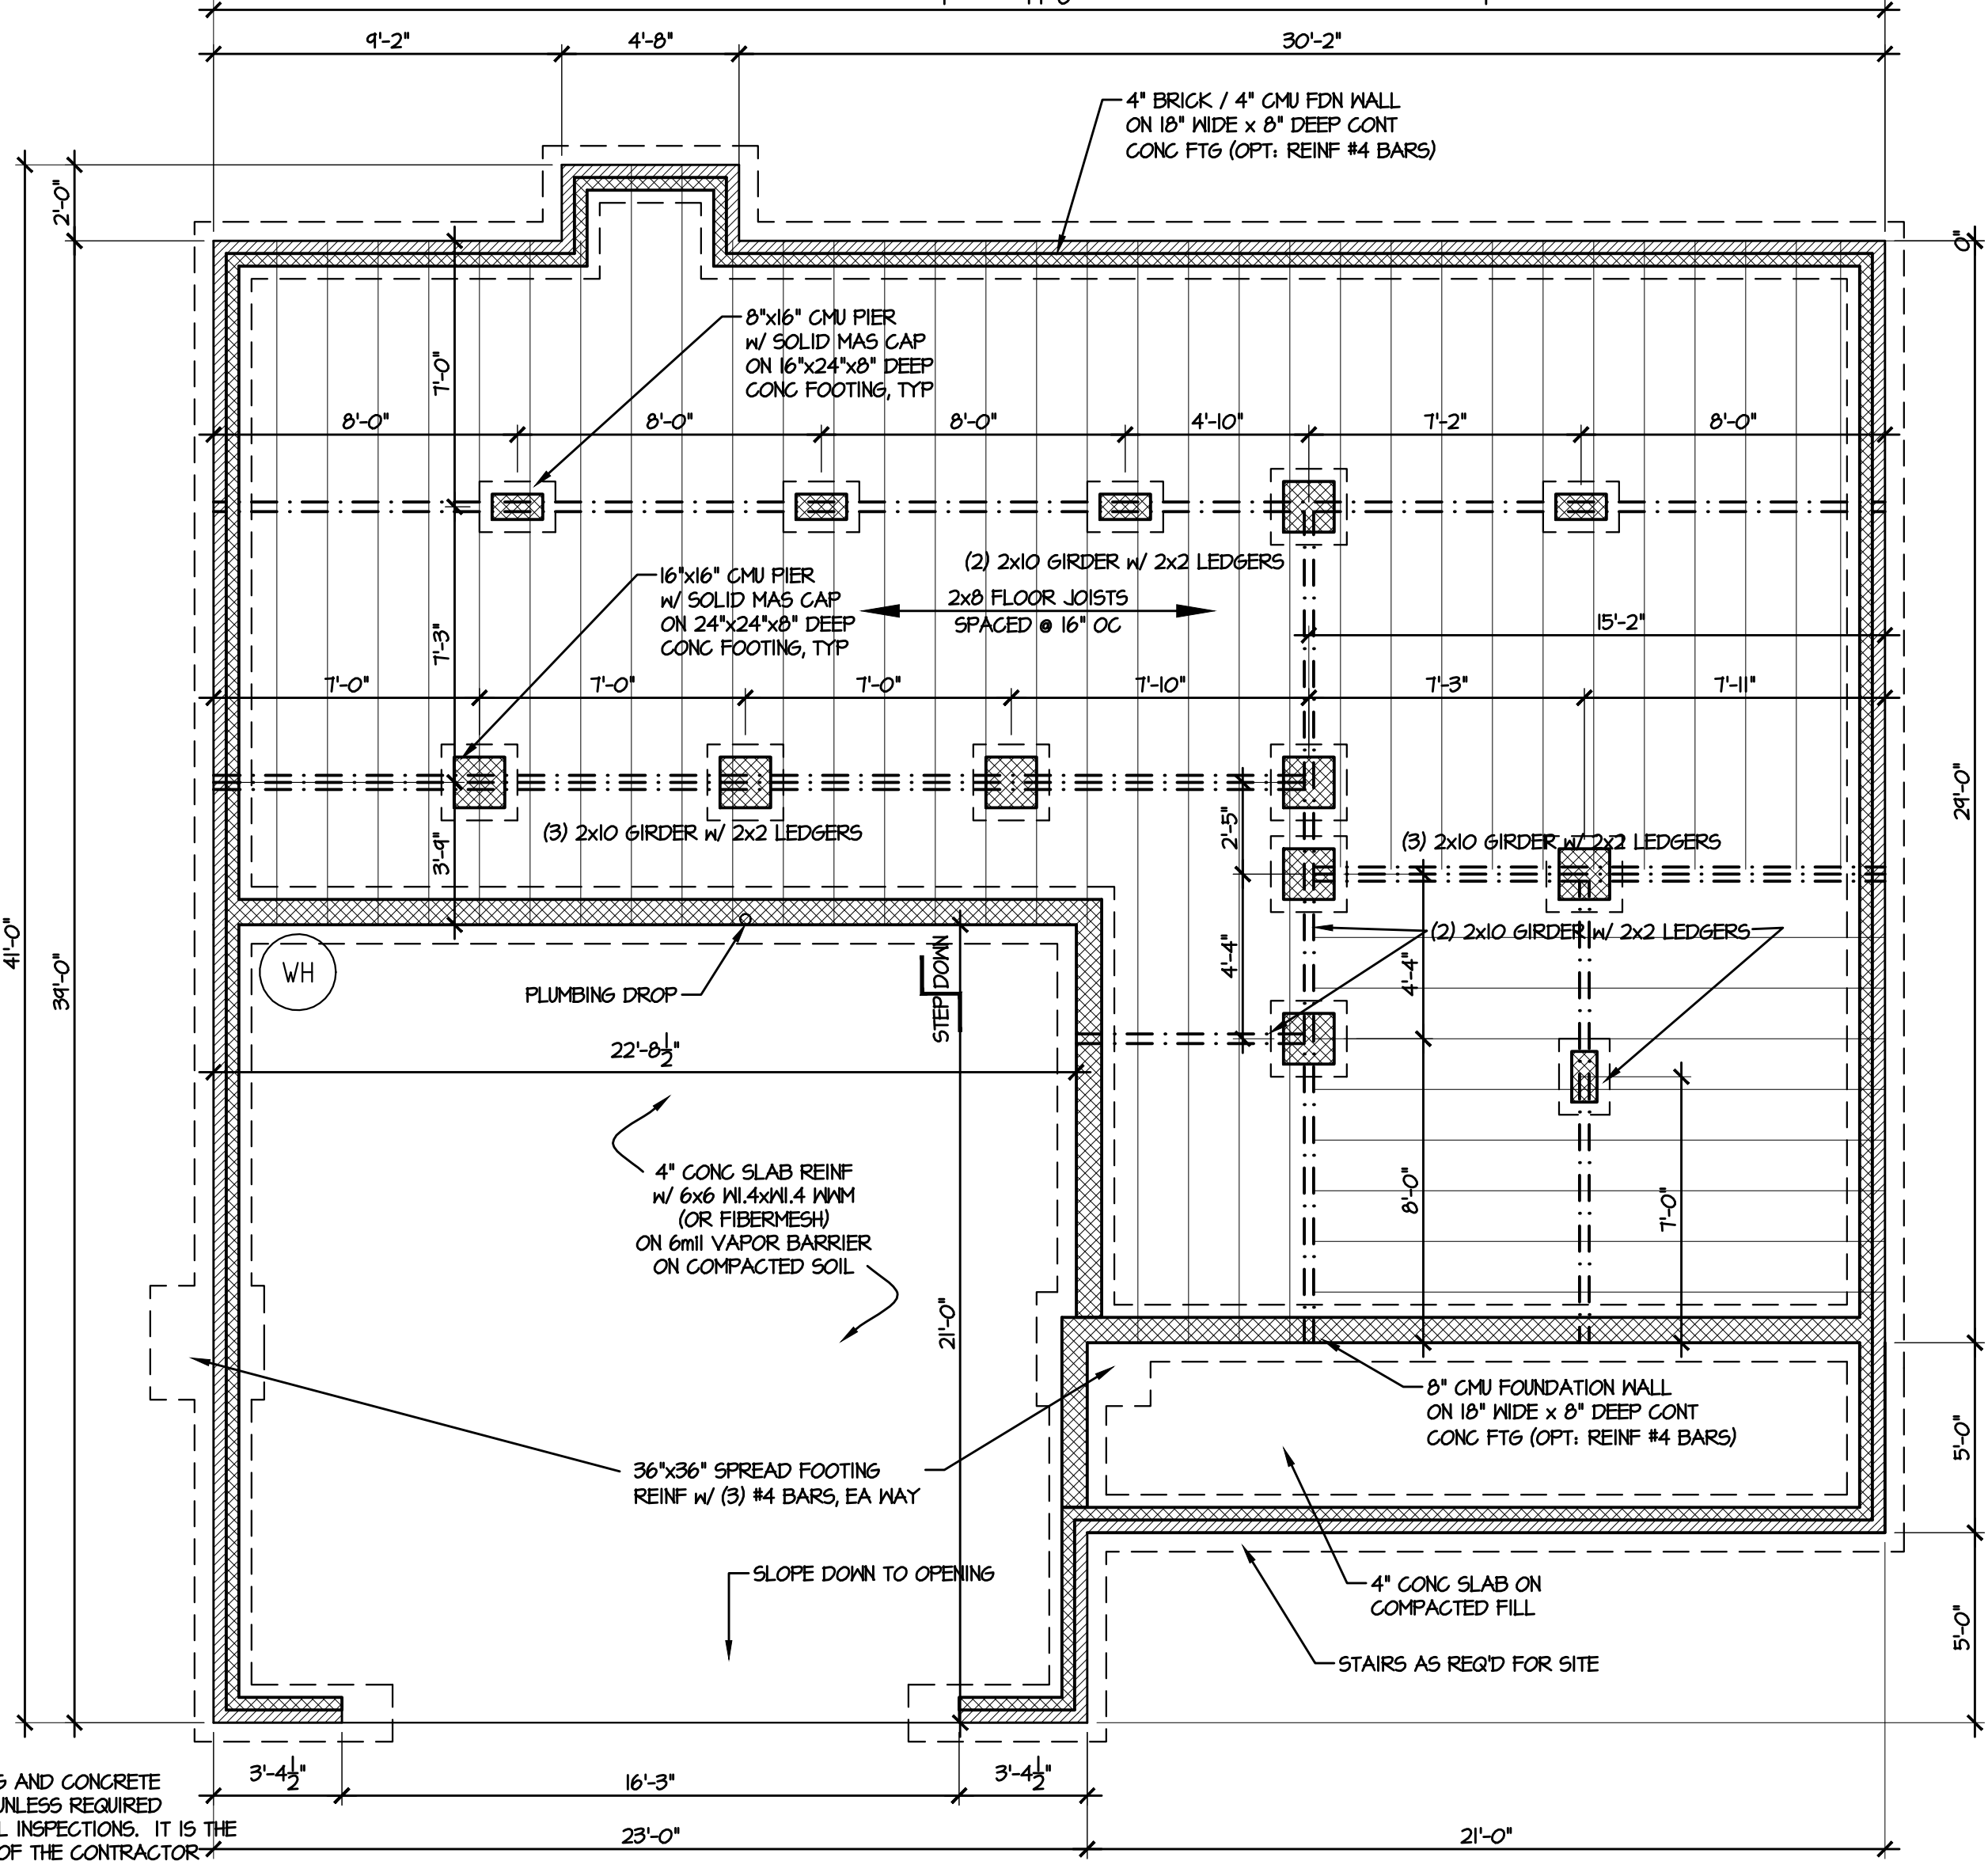 9'-2"
4'-8"
30'-2"
4" BRICK / 4" CMU FDN WALL
ON 18" WIDE x 8" DEEP CONT
CONC FTG (OPT: REINF #4 BARS)
2'-0"
0"
8"x16" CMU PIER
w/ SOLID MAS CAP
ON 16"x24"x8" DEEP
CONC FOOTING, TYP
7'-0"
8'-0"
8'-0"
8'-0"
4'-10"
7'-2"
8'-0"
(2) 2x10 GIRDER w/ 2x2 LEDGERS
16"x16" CMU PIER
w/ SOLID MAS CAP
ON 24"x24"x8" DEEP
CONC FOOTING, TYP
2x8 FLOOR JOISTS
SPACED @ 16" OC
15'-2"
7'-3"
7'-0"
7'-0"
7'-0"
7'-10"
7'-3"
7'-11"
29'-0"
(3) 2x10 GIRDER w/ 2x2 LEDGERS
3'-9"
2'-5"
(3) 2x10 GIRDER w/ 2x2 LEDGERS
41'-0"
39'-0"
WH
PLUMBING DROP
STEP DOWN
4'-4"
(2) 2x10 GIRDER w/ 2x2 LEDGERS
4'-4"
22'-8½"
4" CONC SLAB REINF
w/ 6x6 W1.4xW1.4 WWM
(OR FIBERMESH)
ON 6mil VAPOR BARRIER
ON COMPACTED SOIL
8'-0"
7'-0"
21'-0"
8" CMU FOUNDATION WALL
ON 18" WIDE x 8" DEEP CONT
CONC FTG (OPT: REINF #4 BARS)
36"x36" SPREAD FOOTING
REINF w/ (3) #4 BARS, EA WAY
5'-0"
SLOPE DOWN TO OPENING
4" CONC SLAB ON
COMPACTED FILL
STAIRS AS REQ'D FOR SITE
5'-0"
3'-4½"
16'-3"
3'-4½"
AND CONCRETE
UNLESS REQUIRED
INSPECTIONS. IT IS THE
OF THE CONTRACTOR
23'-0"
21'-0"